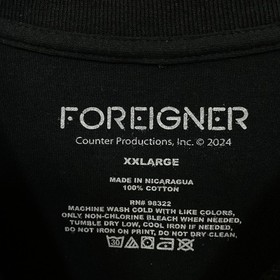 FOREIGNER
Counter Productions, Inc. © 2024
XXLARGE
MADE IN NICARAGUA
100% COTTON
RN# 98322
MACHINE WASH COLD WITH LIKE COLORS,
ONLY NON-CHLORINE BLEACH WHEN NEEDED,
TUMBLE DRY LOW, COOL IRON IF NEEDED,
DO NOT IRON ON PRINT, DO NOT DRY CLEAN.
30